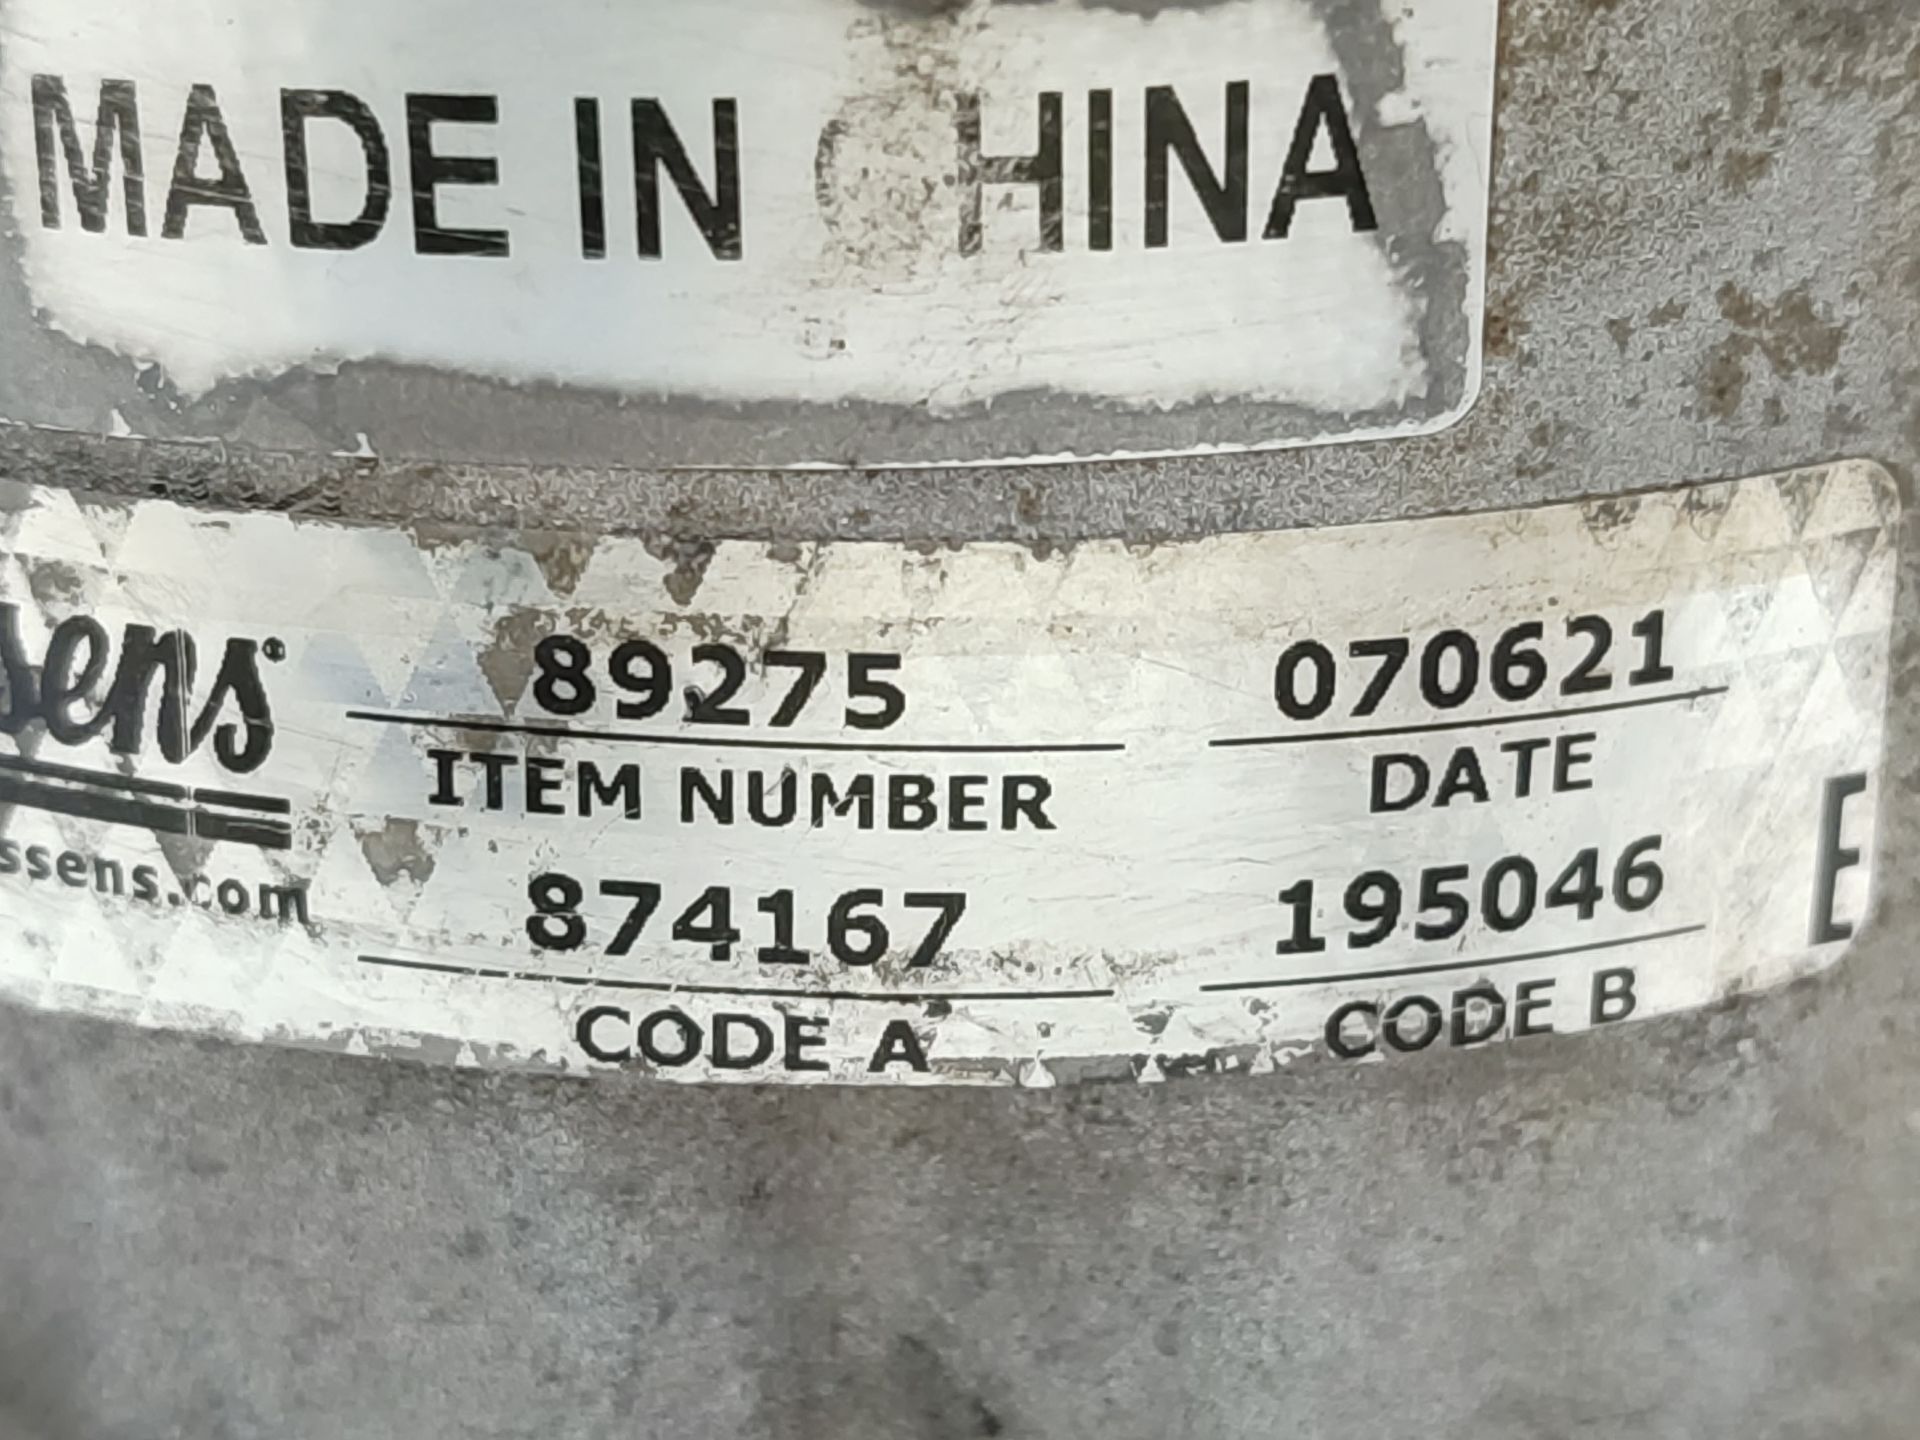 MADE IN CHINA
sens®
ssens.com
89275
ITEM NUMBER
874167
CODE A
070621
DATE
195046
CODE B
E